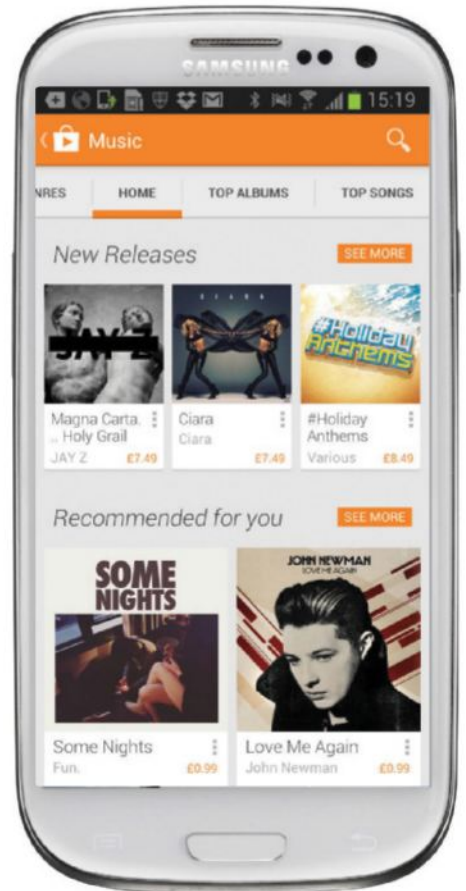 SAMSUNG
15:19
Music
NRES HOME TOP ALBUMS TOP SONGS
New Releases SEE MORE
JAY Z
CIARA
#Holiday
Anthems
Magna Carta. Ciara #Holiday
.. Holy Grail Ciara Anthems
JAY Z £7.49 £7.49 Various £8.49
Recommended for you SEE MORE
SOME
NIGHTS
JOHN NEWMAN
LOVE ME AGAIN
Some Nights Love Me Again
Fun. £0.99 John Newman £0.99